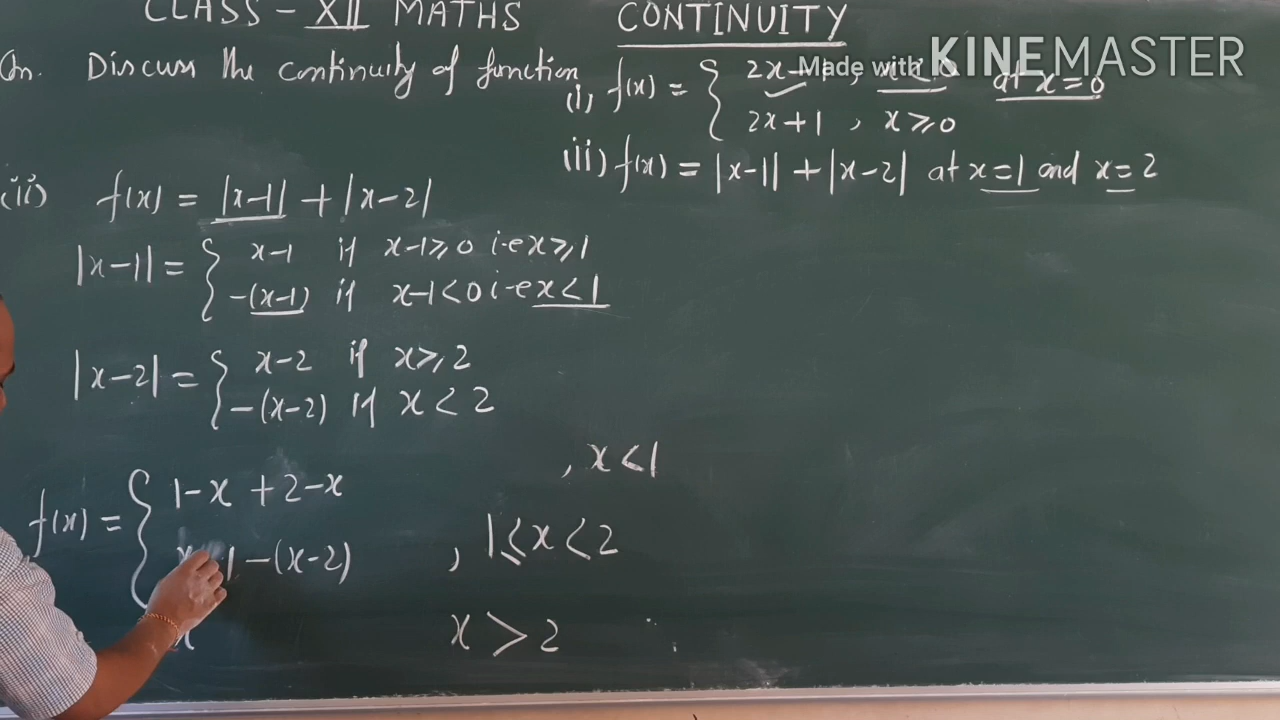 CLASS - XII MATHS CONTINUITY
Made with KINEMASTER
Qn. Discuss the continuity of function
(i) f(x) = { 2x- , x 0 at x=0
2x+1 , x≥0
(ii) f(x) = |x-1| + |x-2| at x=1 and x=2
(ii) f(x) = |x-1| + |x-2|
|x-1| = { x-1 if x-1≥0 i-e x≥1
-(x-1) if x-1<0 i-e x<1
|x-2| = { x-2 if x≥2
-(x-2) if x<2
f(x) = { 1-x+2-x , x<1
x-1-(x-2) , 1≤x<2
x x>2